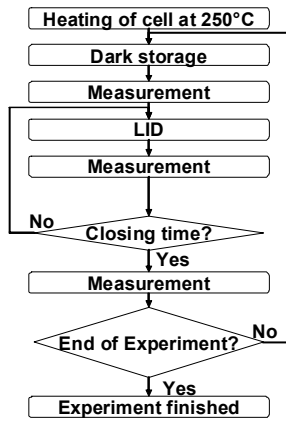 Heating of cell at 250°C
Dark storage
Measurement
LID
Measurement
No
Closing time?
Yes
Measurement
End of Experiment?
No
Yes
Experiment finished